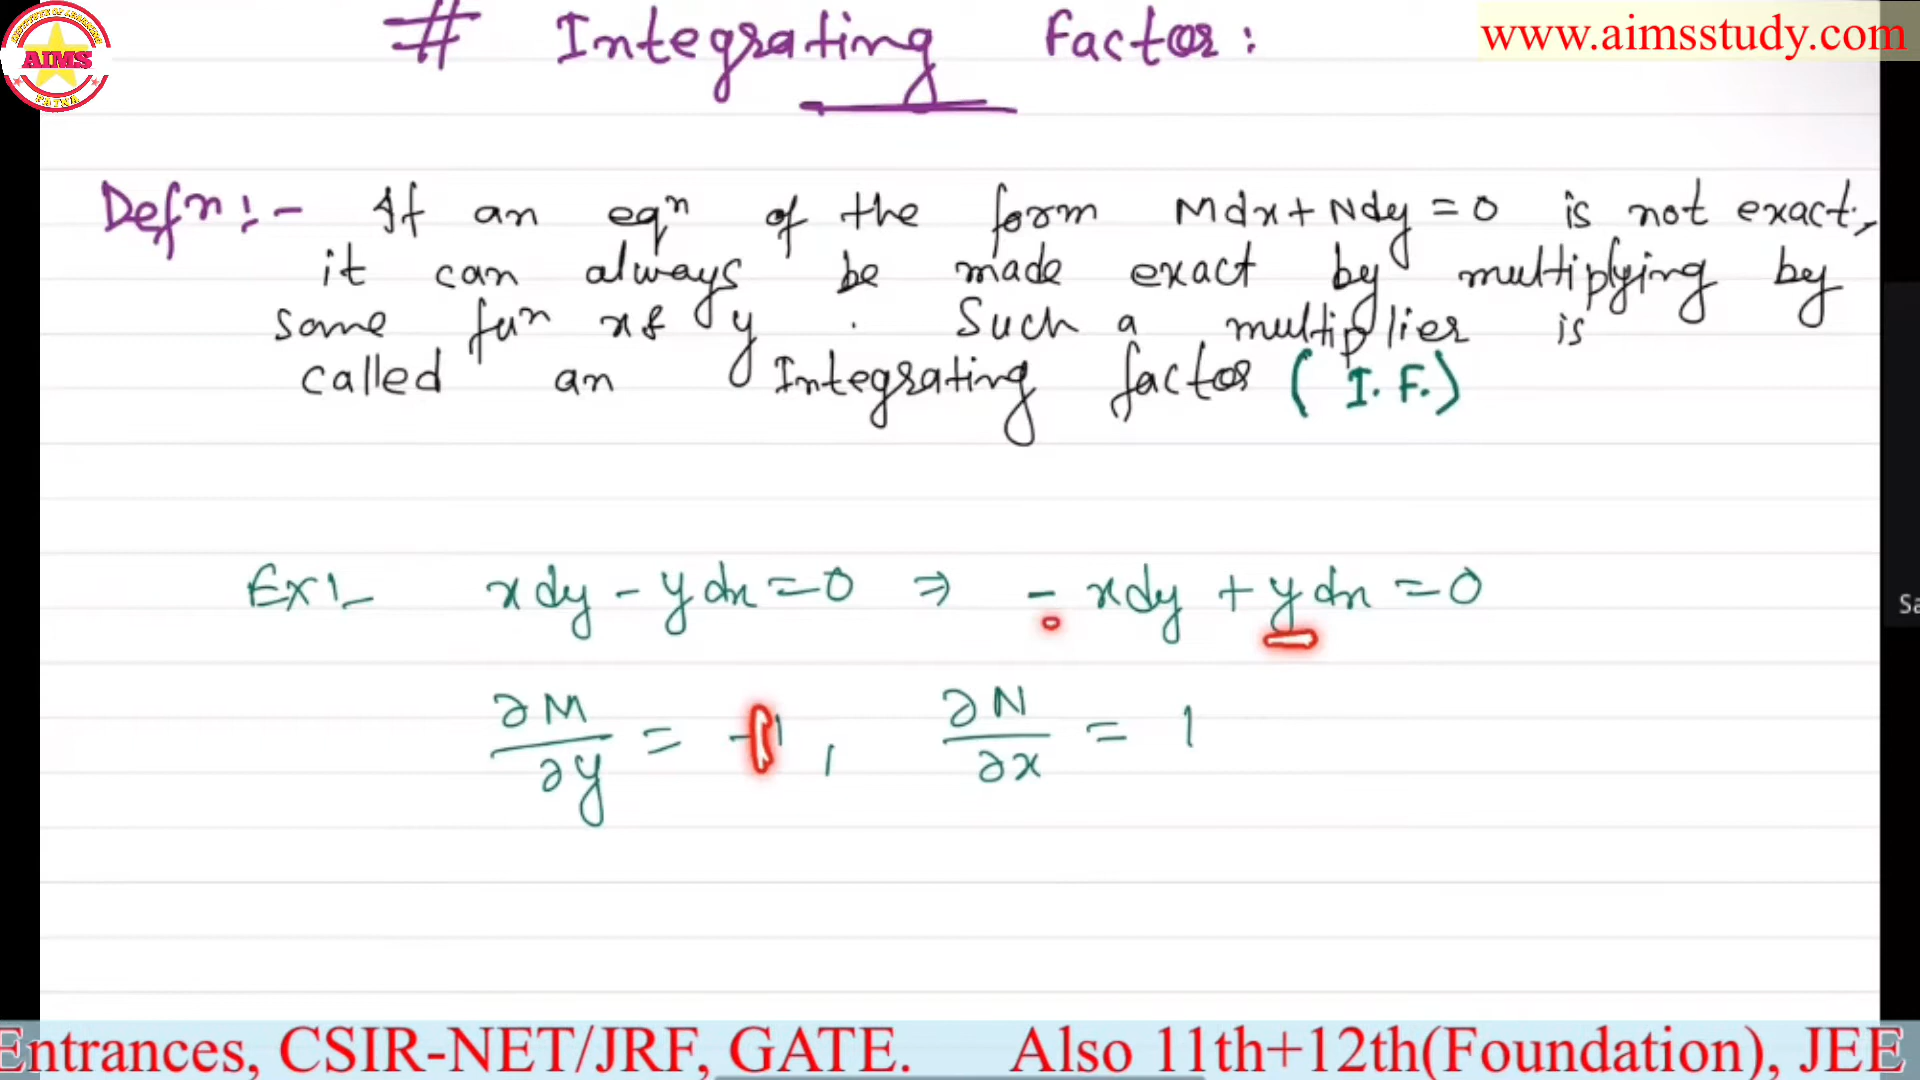 # Integrating Factor:
www.aimsstudy.com
AIMS
PATNA
Defn:- If an eqn of the form Mdx+Ndy=0 is not exact,
it can always be made exact by multiplying by
some fun x & y . Such a multiplier is
called an Integrating factor (I.F.)
Ex:- xdy - ydx=0 ⇒ - xdy + ydx =0
∂M/∂y = -1 , ∂N/∂x = 1
Sa
Entrances, CSIR-NET/JRF, GATE. Also 11th+12th(Foundation), JEE